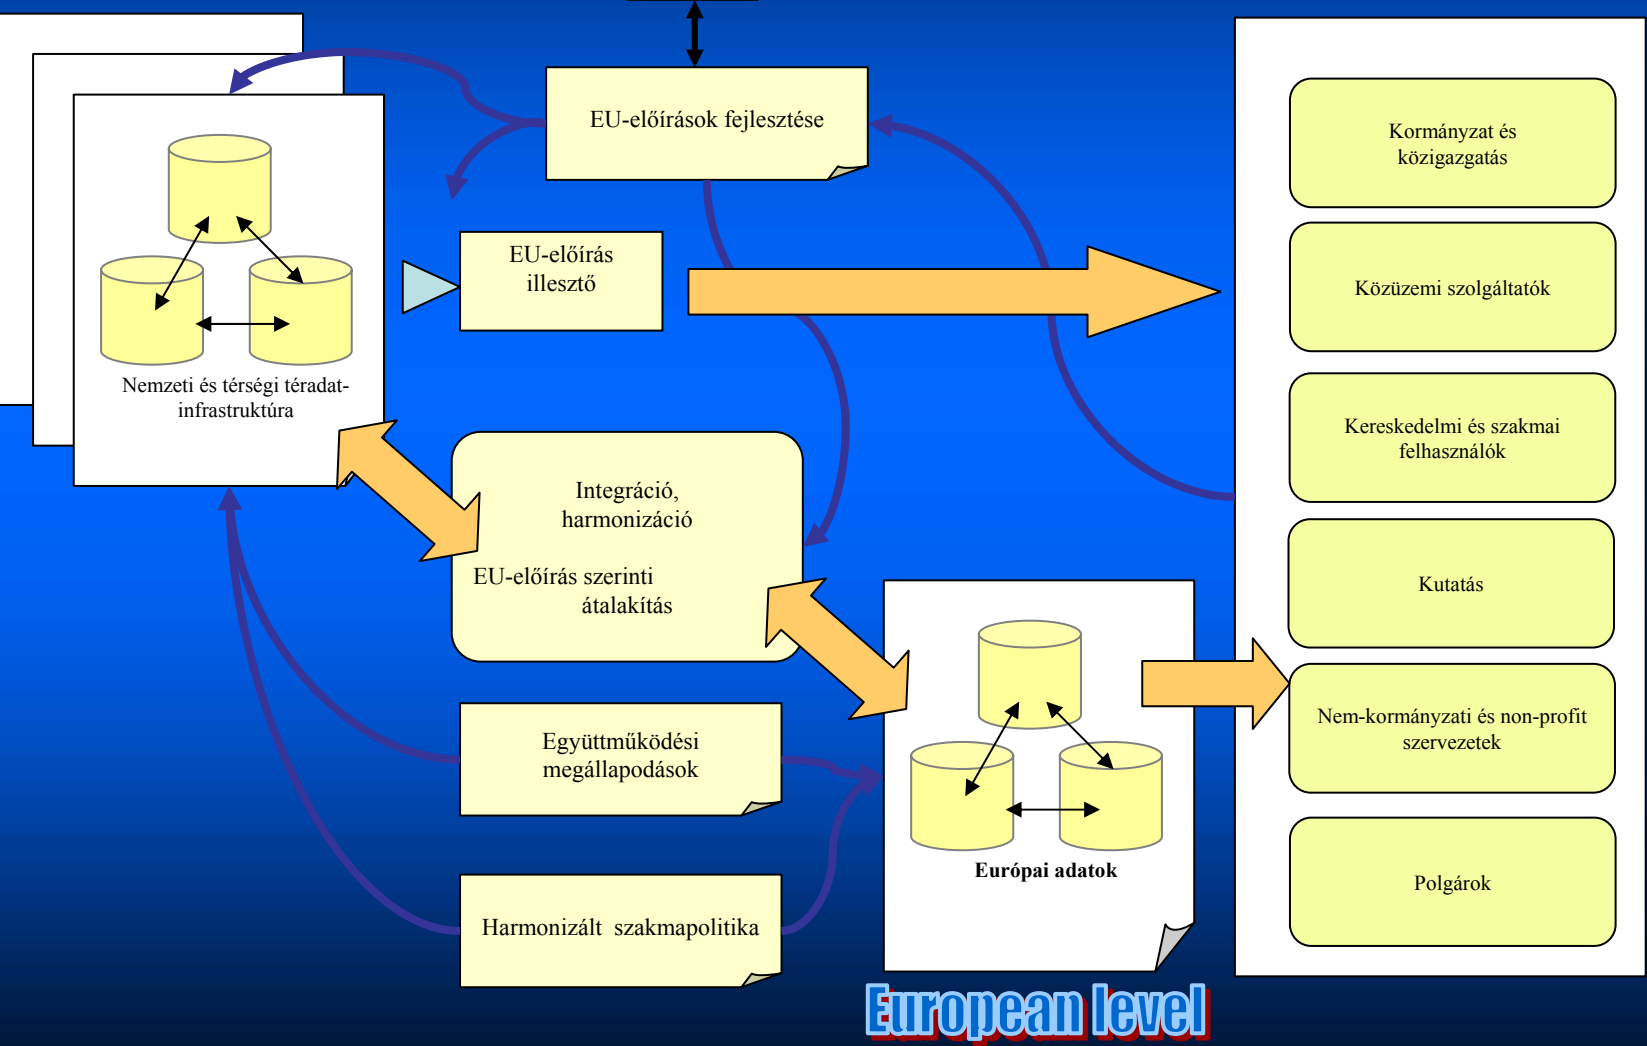 EU-előírások fejlesztése
EU-előírás
illesztő
Nemzeti és térségi téradat-
infrastruktúra
Integráció,
harmonizáció
EU-előírás szerinti
átalakítás
Együttműködési
megállapodások
Harmonizált szakmapolitika
Európai adatok
European level
Kormányzat és
közigazgatás
Közüzemi szolgáltatók
Kereskedelmi és szakmai
felhasználók
Kutatás
Nem-kormányzati és non-profit
szervezetek
Polgárok